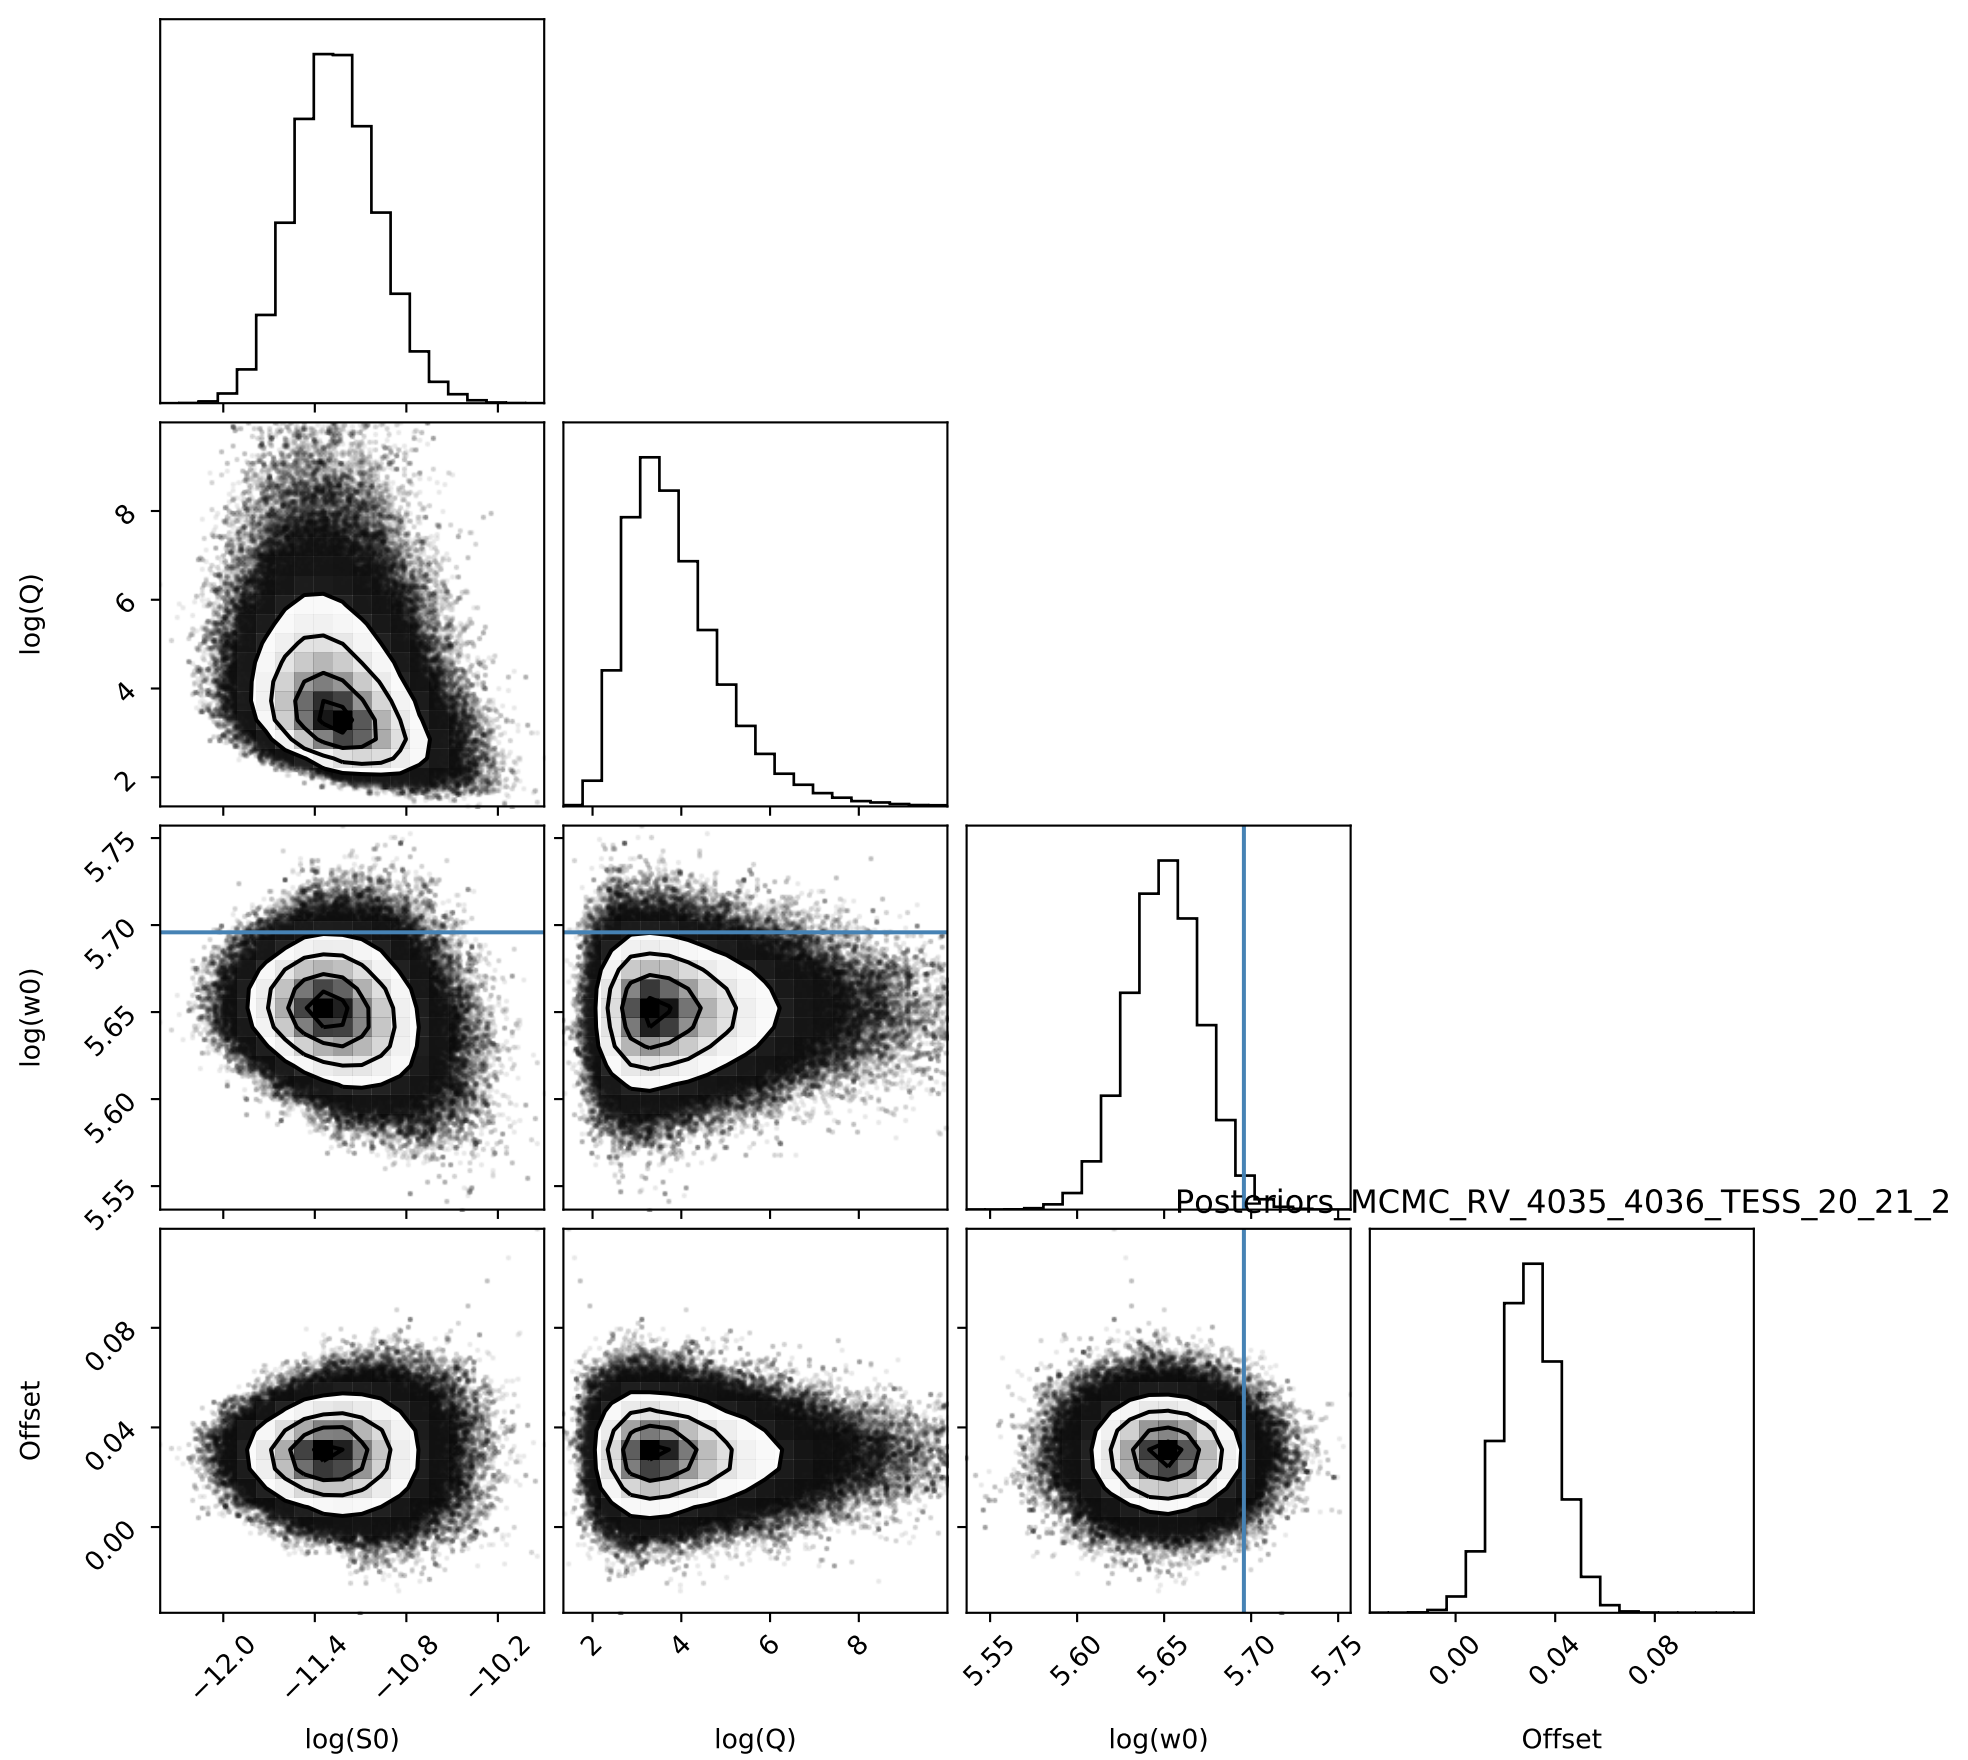 8
6
4
2
log(Q)
5.75
5.70
5.65
5.60
5.55
log(w0)
Posteriors_MCMC_RV_4035_4036_TESS_20_21_2
0.08
0.04
0.00
Offset
−12.0 −11.4 −10.8 −10.2 2 4 6 8 5.55 5.60 5.65 5.70 5.75 0.00 0.04 0.08
log(S0) log(Q) log(w0) Offset